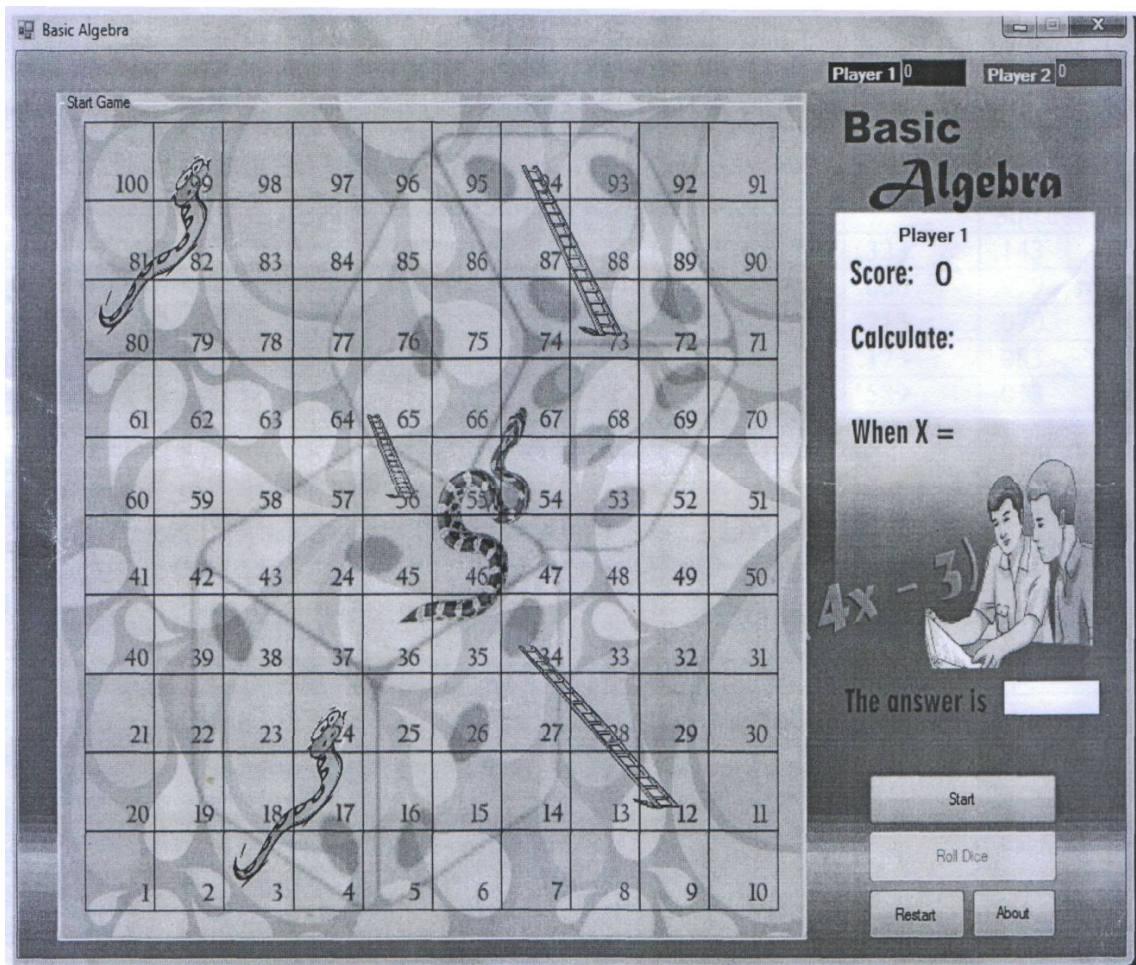 Basic Algebra
Player 1 0 Player 2 0
Start Game
Basic
Algebra
100 99 98 97 96 95 94 93 92 91
81 82 83 84 85 86 87 88 89 90
80 79 78 77 76 75 74 73 72 71
61 62 63 64 65 66 67 68 69 70
60 59 58 57 56 55 54 53 52 51
41 42 43 24 45 46 47 48 49 50
40 39 38 37 36 35 34 33 32 31
21 22 23 24 25 26 27 28 29 30
20 19 18 17 16 15 14 13 12 11
1 2 3 4 5 6 7 8 9 10
Player 1
Score: 0
Calculate:
When X =
4x - 3)
The answer is
Start
Roll Dice
Restart About